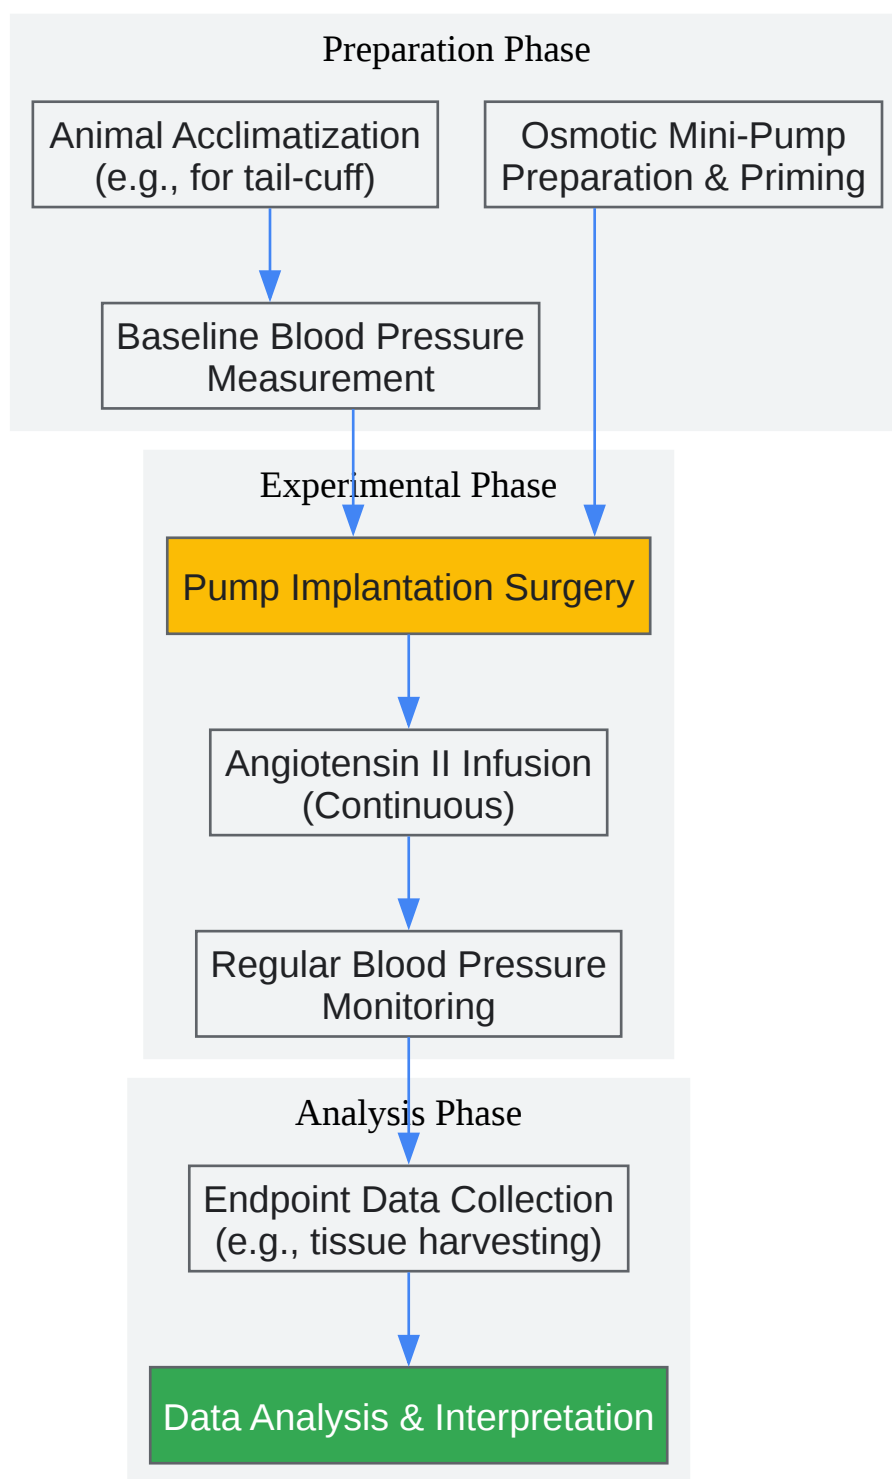 Preparation Phase
Animal Acclimatization
(e.g., for tail-cuff)
Osmotic Mini-Pump
Preparation & Priming
Baseline Blood Pressure
Measurement
Experimental Phase
Pump Implantation Surgery
Angiotensin II Infusion
(Continuous)
Regular Blood Pressure
Monitoring
Analysis Phase
Endpoint Data Collection
(e.g., tissue harvesting)
Data Analysis & Interpretation